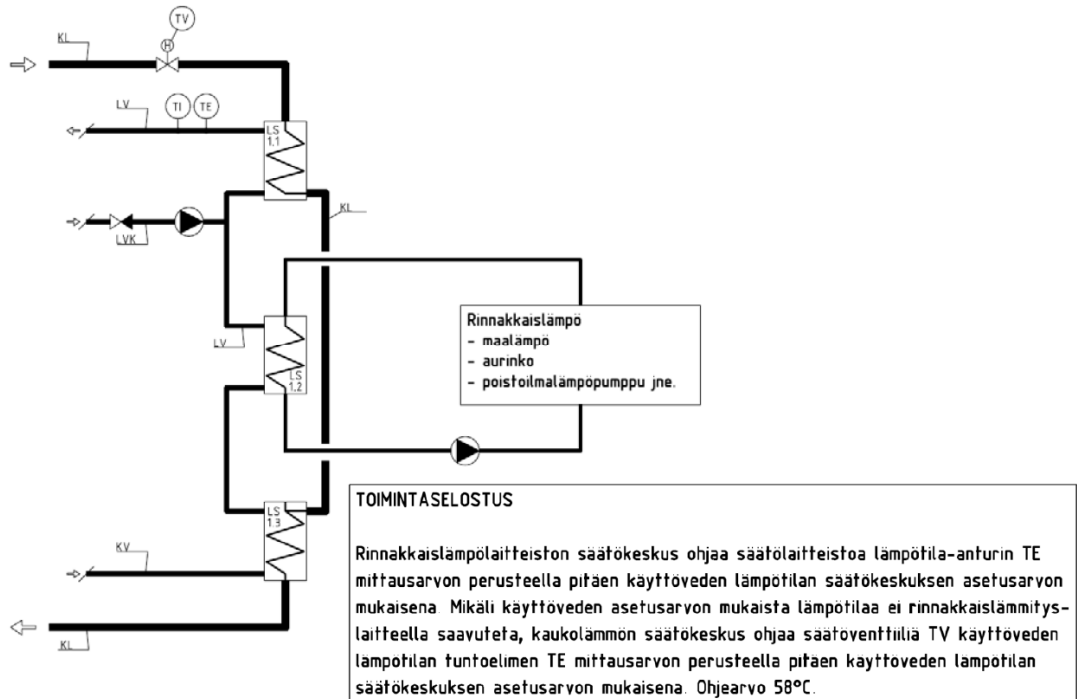 TV
H
KL
LV
TI
TE
LS
1.1
KL
LVK
Rinnakkaislämpö
- maalämpö
- aurinko
- poistoilmalämpöpumppu jne.
LV
LS
1.2
TOIMINTASELOSTUS
LS
1.3
Rinnakkaislämpölaitteiston säätökeskus ohjaa säätölaitteistoa lämpötila-anturin TE
mittausarvon perusteella pitäen käyttöveden lämpötilan säätökeskuksen asetusarvon
mukaisena. Mikäli käyttöveden asetusarvon mukaista lämpötilaa ei rinnakkaislämmitys-
laitteella saavuteta, kaukolämmön säätökeskus ohjaa säätöventtiiliä TV käyttöveden
lämpötilan tuntoelimen TE mittausarvon perusteella pitäen käyttöveden lämpötilan
säätökeskuksen asetusarvon mukaisena. Ohjearvo 58°C.
KV
KL